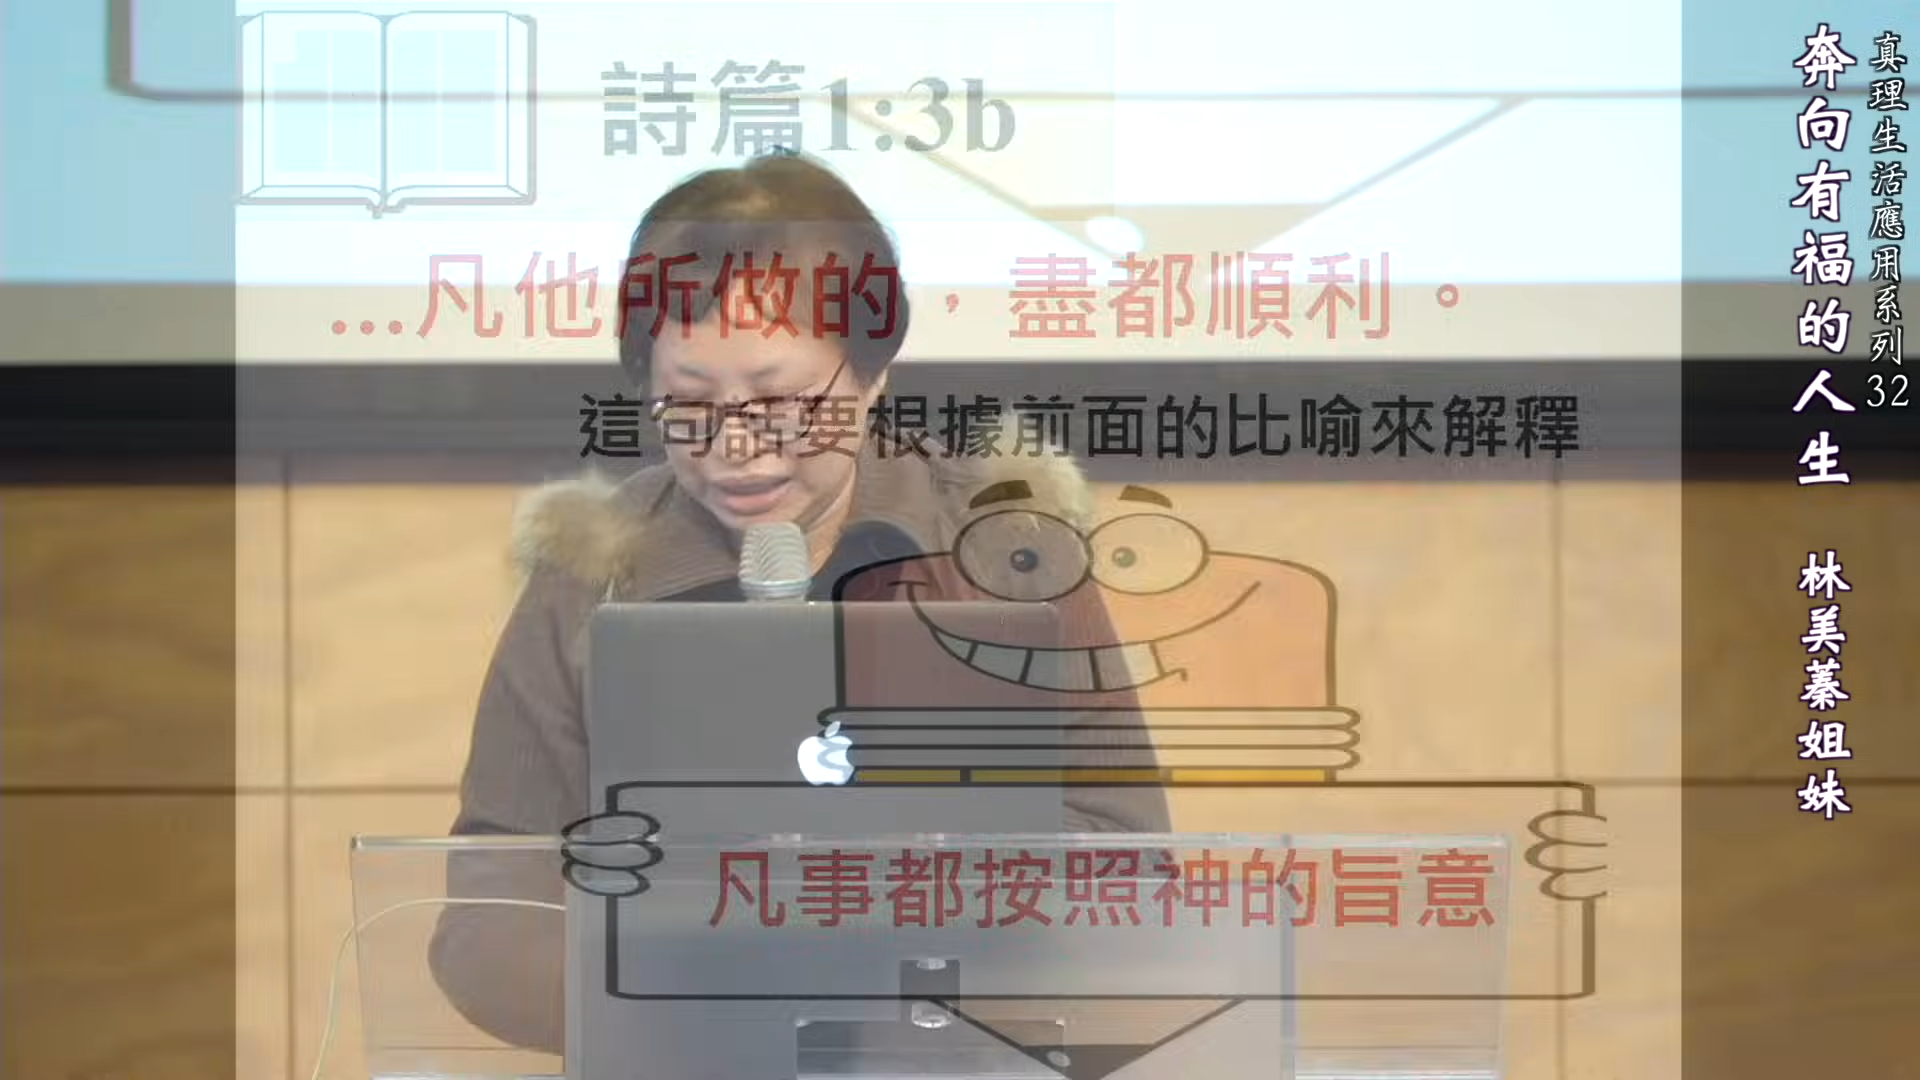 詩篇1:3b
...凡他所做的，盡都順利。
這句話要根據前面的比喻來解釋
凡事都按照神的旨意
真理生活應用系列32
奔向有福的人生 林美蓁姐妹